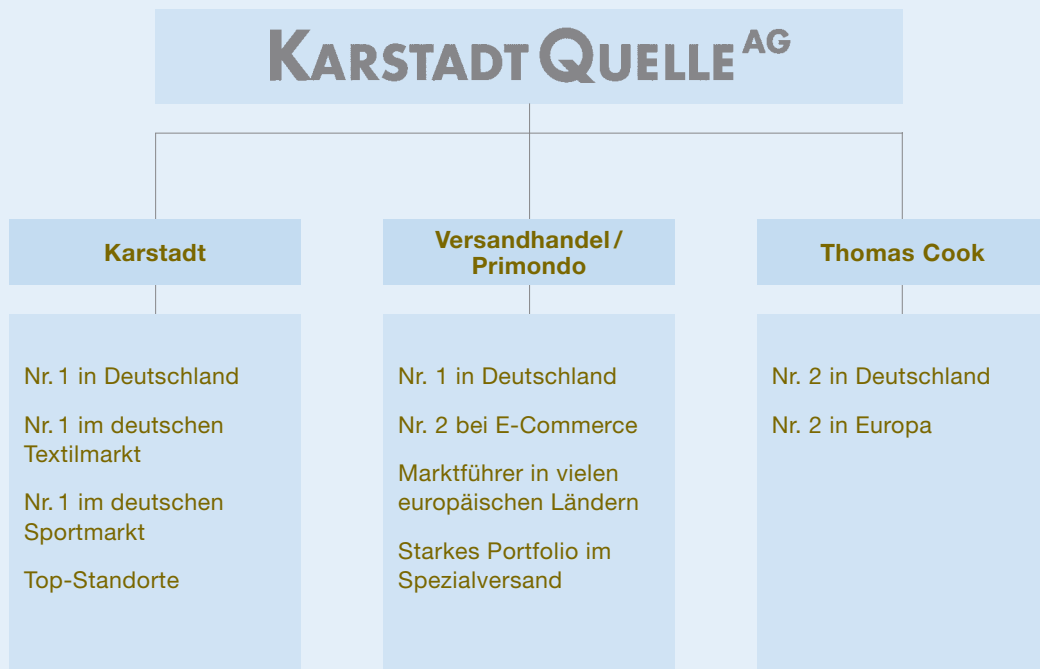 KARSTADT QUELLE AG
Karstadt
Nr. 1 in Deutschland
Nr. 1 im deutschen
Textilmarkt
Nr. 1 im deutschen
Sportmarkt
Top-Standorte
Versandhandel /
Primondo
Nr. 1 in Deutschland
Nr. 2 bei E-Commerce
Marktführer in vielen
europäischen Ländern
Starkes Portfolio im
Spezialversand
Thomas Cook
Nr. 2 in Deutschland
Nr. 2 in Europa